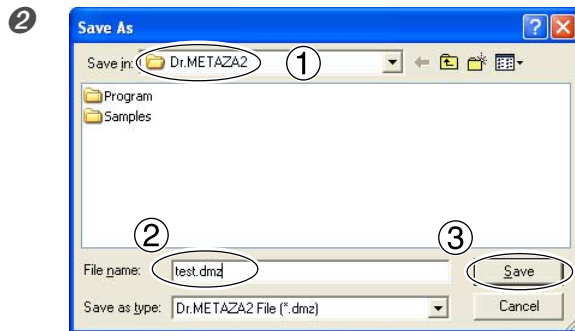 2
Save As
Save in: Dr.METAZA2 1
Program
Samples
2 3
File name: test.dmz Save
Save as type: Dr.METAZA2 File (*.dmz) Cancel